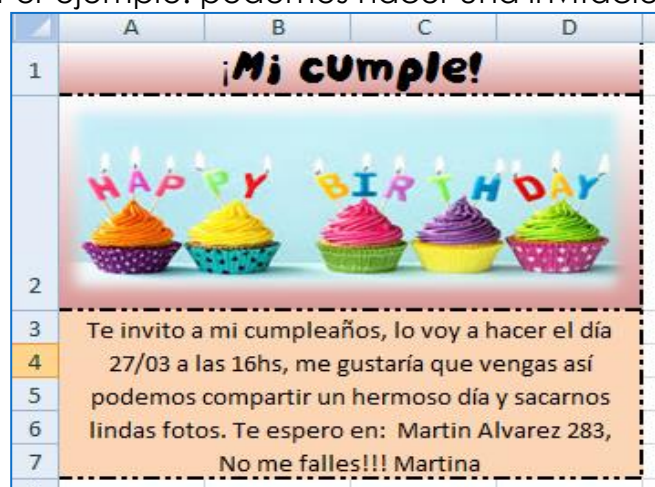 Por ejemplo: podemos hacer una invitació
A B C D
1 ¡Mi cumple!
HAPPY BIRTHDAY
2
3 Te invito a mi cumpleaños, lo voy a hacer el día
4 27/03 a las 16hs, me gustaría que vengas así
5 podemos compartir un hermoso día y sacarnos
6 lindas fotos. Te espero en: Martin Alvarez 283,
7 No me falles!!! Martina